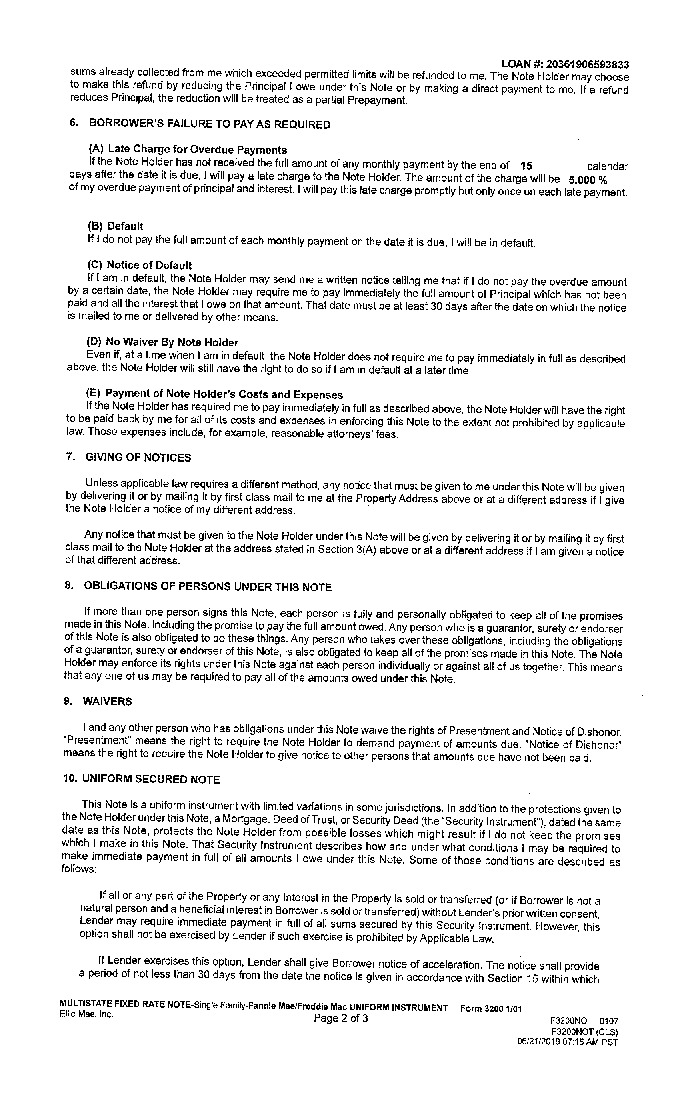 LOAN #: 20361906593833
sums already collected from me which exceeded permitted limits will be refunded to me. The Note Holder may choose
to make this refund by reducing the Principal I owe under this Note or by making a direct payment to me. If a refund
reduces Principal, the reduction will be treated as a partial Prepayment.
6. BORROWER'S FAILURE TO PAY AS REQUIRED
(A) Late Charge for Overdue Payments
If the Note Holder has not received the full amount of any monthly payment by the end of 15 calendar
days after the date it is due, I will pay a late charge to the Note Holder. The amount of the charge will be 5.000 %
of my overdue payment of principal and interest. I will pay this late charge promptly but only once on each late payment.
(B) Default
If I do not pay the full amount of each monthly payment on the date it is due, I will be in default.
(C) Notice of Default
If I am in default, the Note Holder may send me a written notice telling me that if I do not pay the overdue amount
by a certain date, the Note Holder may require me to pay immediately the full amount of Principal which has not been
paid and all the interest that I owe on that amount. That date must be at least 30 days after the date on which the notice
is mailed to me or delivered by other means.
(D) No Waiver By Note Holder
Even if, at a time when I am in default, the Note Holder does not require me to pay immediately in full as described
above, the Note Holder will still have the right to do so if I am in default at a later time
(E) Payment of Note Holder's Costs and Expenses
If the Note Holder has required me to pay immediately in full as described above, the Note Holder will have the right
to be paid back by me for all of its costs and expenses in enforcing this Note to the extent not prohibited by applicable
law. Those expenses include, for example, reasonable attorneys' fees.
7. GIVING OF NOTICES
Unless applicable law requires a different method, any notice that must be given to me under this Note will be given
by delivering it or by mailing it by first class mail to me at the Property Address above or at a different address if I give
the Note Holder a notice of my different address.
Any notice that must be given to the Note Holder under this Note will be given by delivering it or by mailing it by first
class mail to the Note Holder at the address stated in Section 3(A) above or at a different address if I am given a notice
of that different address.
8. OBLIGATIONS OF PERSONS UNDER THIS NOTE
If more than one person signs this Note, each person is fully and personally obligated to keep all of the promises
made in this Note, including the promise to pay the full amount owed. Any person who is a guarantor, surety or endorser
of this Note is also obligated to do these things. Any person who takes over these obligations, including the obligations
of a guarantor, surety or endorser of this Note, is also obligated to keep all of the promises made in this Note. The Note
Holder may enforce its rights under this Note against each person individually or against all of us together. This means
that any one of us may be required to pay all of the amounts owed under this Note.
9. WAIVERS
I and any other person who has obligations under this Note waive the rights of Presentment and Notice of Dishonor.
"Presentment" means the right to require the Note Holder to demand payment of amounts due. "Notice of Dishonor"
means the right to require the Note Holder to give notice to other persons that amounts due have not been paid.
10. UNIFORM SECURED NOTE
This Note is a uniform instrument with limited variations in some jurisdictions. In addition to the protections given to
the Note Holder under this Note, a Mortgage, Deed of Trust, or Security Deed (the "Security Instrument"), dated the same
date as this Note, protects the Note Holder from possible losses which might result if I do not keep the promises
which I make in this Note. That Security Instrument describes how and under what conditions I may be required to
make immediate payment in full of all amounts I owe under this Note. Some of those conditions are described as
follows:
If all or any part of the Property or any Interest in the Property is sold or transferred (or if Borrower is not a
natural person and a beneficial interest in Borrower is sold or transferred) without Lender's prior written consent,
Lender may require immediate payment in full of all sums secured by this Security Instrument. However, this
option shall not be exercised by Lender if such exercise is prohibited by Applicable Law.
If Lender exercises this option, Lender shall give Borrower notice of acceleration. The notice shall provide
a period of not less than 30 days from the date the notice is given in accordance with Section 15 within which
MULTISTATE FIXED RATE NOTE-Single Family-Fannie Mae/Freddie Mac UNIFORM INSTRUMENT Form 3200 1/01
Ellie Mae, Inc. Page 2 of 3 F3200NO 0107
F3200NOT (CLS)
06/21/2019 07:15 AM PST